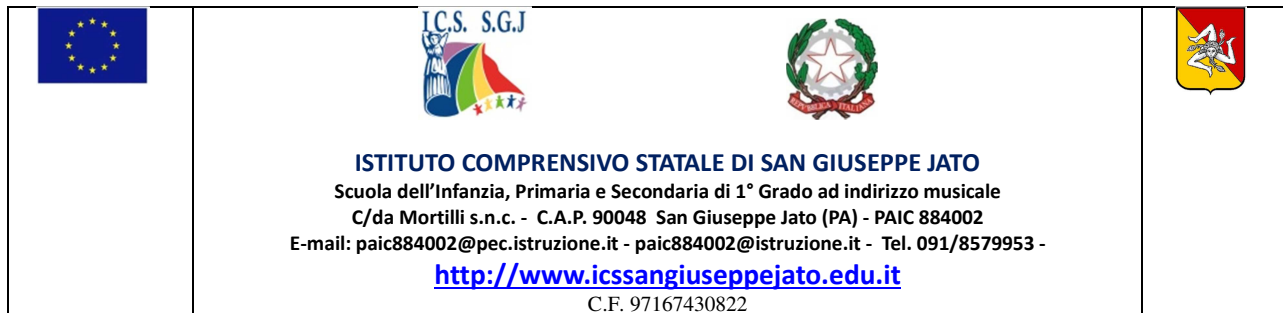 I.C.S. S.G.J
REPVBBLICA ITALIANA
ISTITUTO COMPRENSIVO STATALE DI SAN GIUSEPPE JATO
Scuola dell'Infanzia, Primaria e Secondaria di 1° Grado ad indirizzo musicale
C/da Mortilli s.n.c. - C.A.P. 90048 San Giuseppe Jato (PA) - PAIC 884002
E-mail: paic884002@pec.istruzione.it - paic884002@istruzione.it - Tel. 091/8579953 -
http://www.icssangiuseppejato.edu.it
C.F. 97167430822